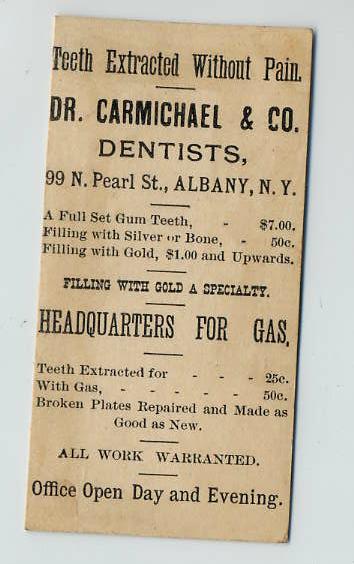 Teeth Extracted Without Pain.
DR. CARMICHAEL & CO.
DENTISTS,
99 N. Pearl St., ALBANY, N. Y.
A Full Set Gum Teeth, - $7.00.
Filling with Silver or Bone, - 50c.
Filling with Gold, $1.00 and Upwards.
FILLING WITH GOLD A SPECIALTY.
HEADQUARTERS FOR GAS.
Teeth Extracted for - - - 25c.
With Gas, - - - - - 50c.
Broken Plates Repaired and Made as
Good as New.
ALL WORK WARRANTED.
Office Open Day and Evening.